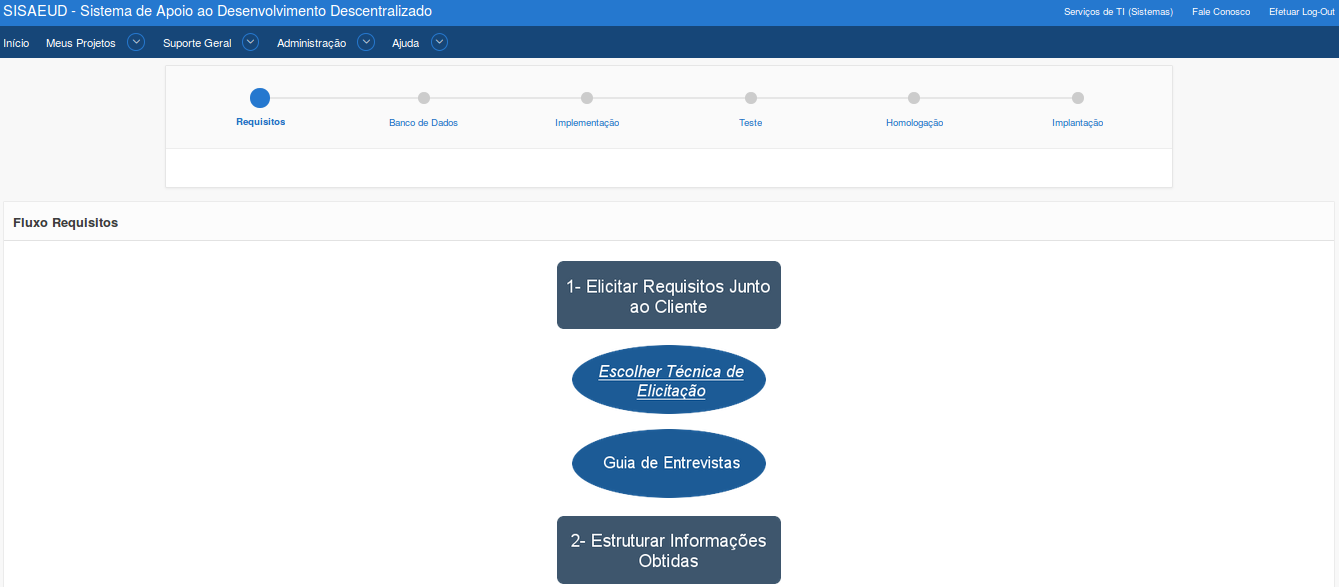 SISAEUD - Sistema de Apoio ao Desenvolvimento Descentralizado
Serviços de TI (Sistemas) Fale Conosco Efetuar Log-Out
Início Meus Projetos Suporte Geral Administração Ajuda
Requisitos Banco de Dados Implementação Teste Homologação Implantação
Fluxo Requisitos
1- Elicitar Requisitos Junto
ao Cliente
Escolher Técnica de
Elicitação
Guia de Entrevistas
2- Estruturar Informações
Obtidas